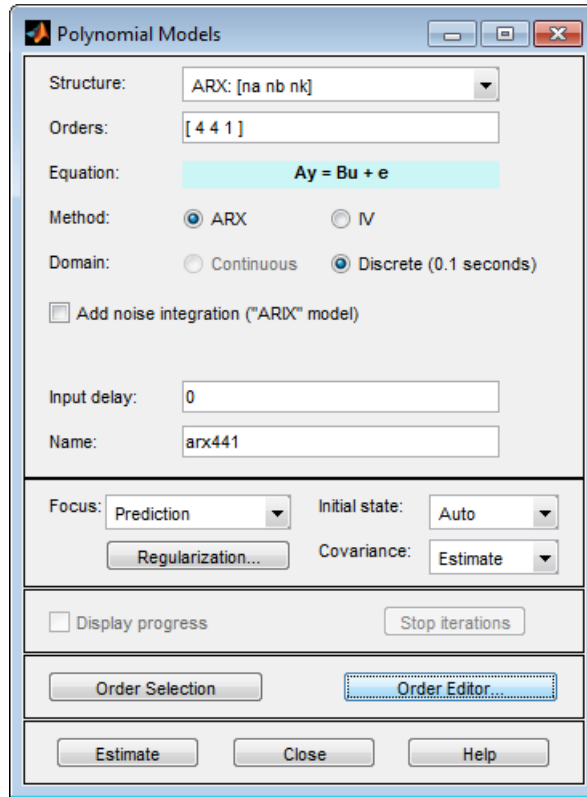 Polynomial Models
Structure: ARX: [na nb nk]
Orders: [ 4 4 1 ]
Equation: Ay = Bu + e
Method: ARX IV
Domain: Continuous Discrete (0.1 seconds)
Add noise integration ("ARIX" model)
Input delay: 0
Name: arx441
Focus: Prediction Initial state: Auto
Regularization... Covariance: Estimate
Display progress Stop iterations
Order Selection Order Editor...
Estimate Close Help